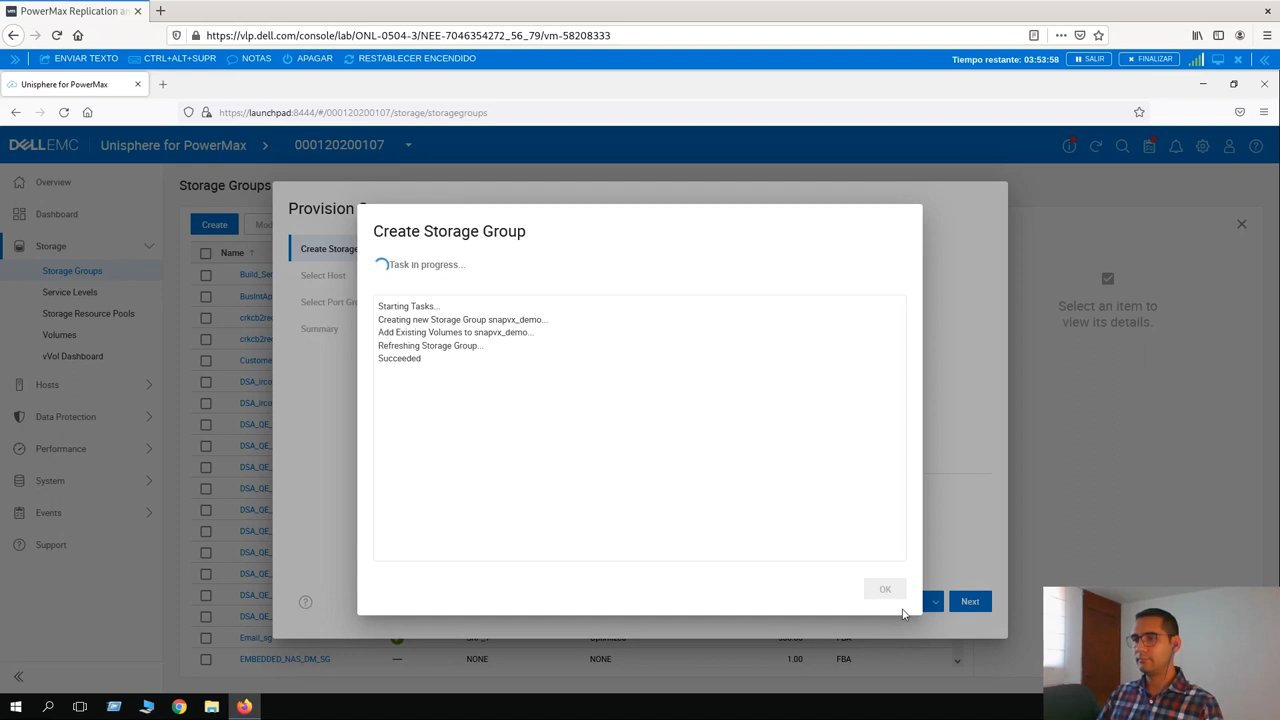 PowerMax Replication an
https://vlp.dell.com/console/lab/ONL-0504-3/NEE-7046354272_56_79/vm-58208333
ENVIAR TEXTO
CTRL+ALT+SUPR
NOTAS
APAGAR
RESTABLECER ENCENDIDO
Tiempo restante: 03:53:58
SALIR
FINALIZAR
Unisphere for PowerMax
https://launchpad:8444/#/000120200107/storage/storagegroups
DELLEMC
Unisphere for PowerMax
000120200107
Overview
Dashboard
Storage
Storage Groups
Service Levels
Storage Resource Pools
Volumes
vVol Dashboard
Hosts
Data Protection
Performance
System
Events
Support
Storage Groups
Create
Mod
Name
Build_Se
BusIntAp
crkcb2re
crkcb2re
Custome
DSA_irco
DSA_irco
DSA_QE_
DSA_QE_
DSA_QE_
DSA_QE_
DSA_QE_
DSA_QE_
DSA_QE_
DSA_QE_
DSA_QE_
DSA_QE_
Email_sg
EMBEDDED_NAS_DM_SG
NONE
NONE
1.00
FBA
Provision S
Create Storage
Select Host
Select Port Gr
Summary
Next
Create Storage Group
Task in progress...
Starting Tasks...
Creating new Storage Group snapvx_demo...
Add Existing Volumes to snapvx_demo...
Refreshing Storage Group...
Succeeded
OK
Select an item to
view its details.